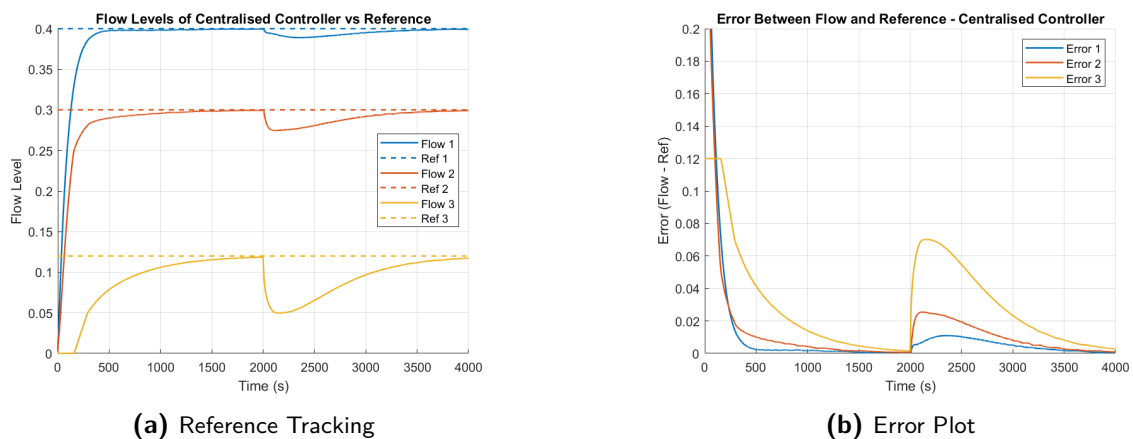 Flow Levels of Centralised Controller vs Reference
0.4
0.35
0.3
0.25
0.2
0.15
0.1
0.05
0
Flow Level
Flow 1
Ref 1
Flow 2
Ref 2
Flow 3
Ref 3
0 500 1000 1500 2000 2500 3000 3500 4000
Time (s)
(a) Reference Tracking
Error Between Flow and Reference - Centralised Controller
0.2
0.18
0.16
0.14
0.12
0.1
0.08
0.06
0.04
0.02
0
Error (Flow - Ref)
Error 1
Error 2
Error 3
0 500 1000 1500 2000 2500 3000 3500 4000
Time (s)
(b) Error Plot